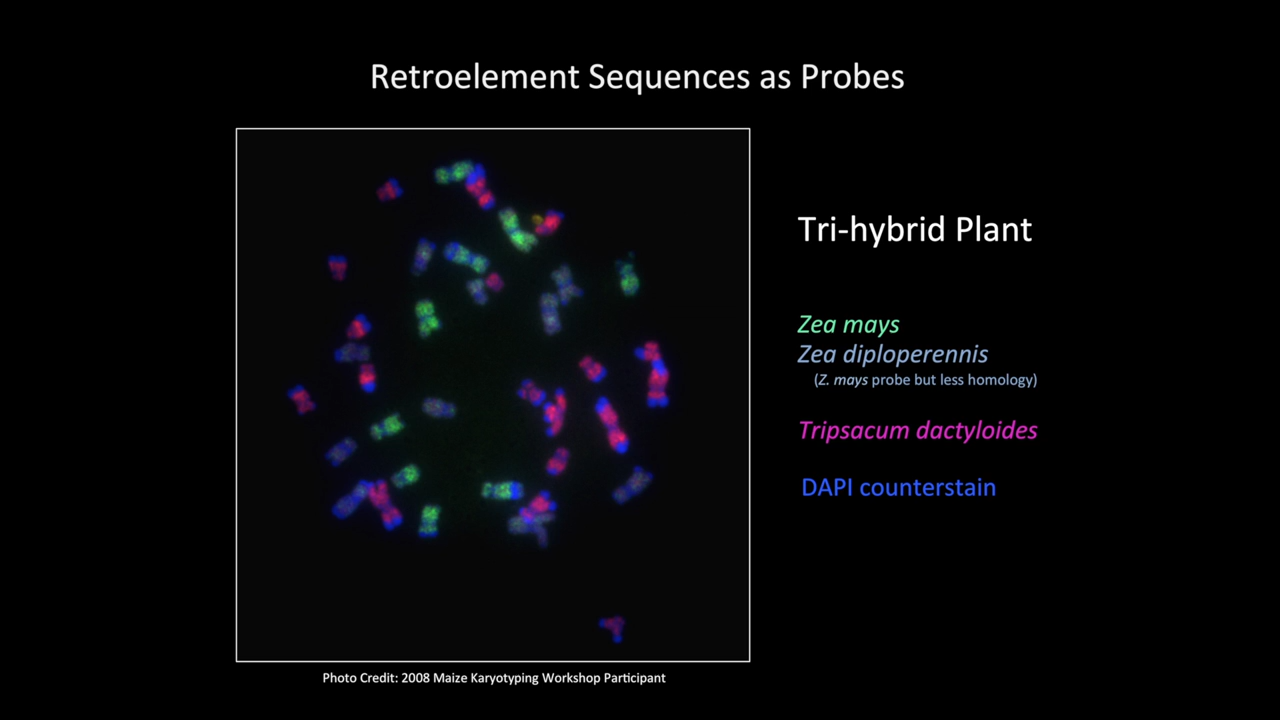 Retroelement Sequences as Probes
Tri-hybrid Plant
Zea mays
Zea diploperennis
(Z. mays probe but less homology)
Tripsacum dactyloides
DAPI counterstain
Photo Credit: 2008 Maize Karyotyping Workshop Participant